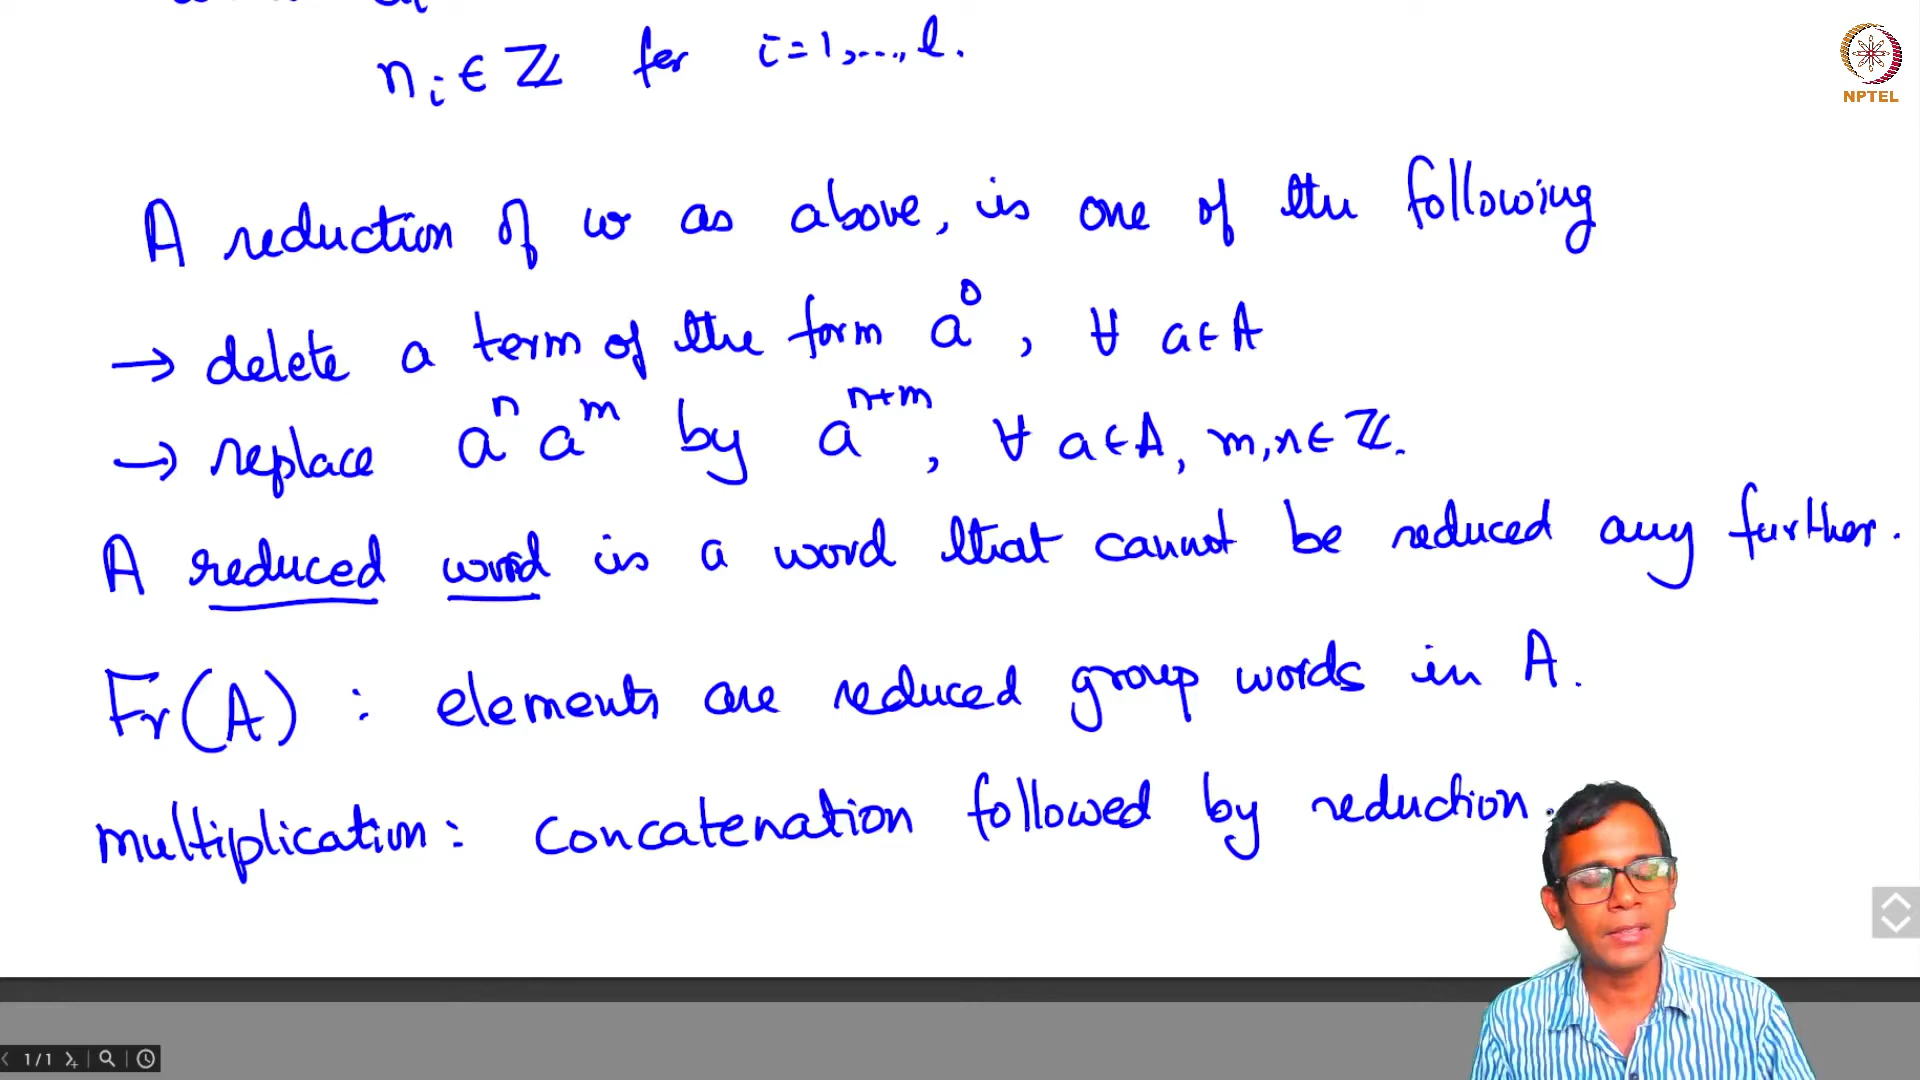 n_i ∈ ℤ for i=1,...,l.
NPTEL
A reduction of w as above, is one of the following
→ delete a term of the form a^0, ∀ a∈A
→ replace a^n a^m by a^{n+m}, ∀ a∈A, m,n∈ℤ.
A reduced word is a word that cannot be reduced any further.
Fr(A) : elements are reduced group words in A.
multiplication: concatenation followed by reduction.
1/1